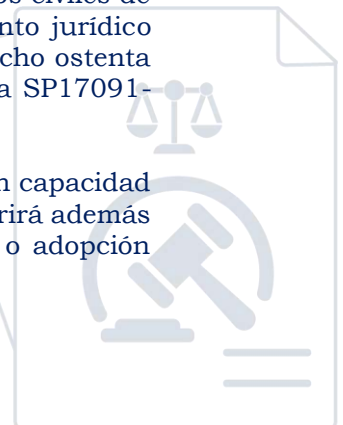 os civiles de
nto jurídico
cho ostenta
a SP17091-
n capacidad
rirá además
o adopción